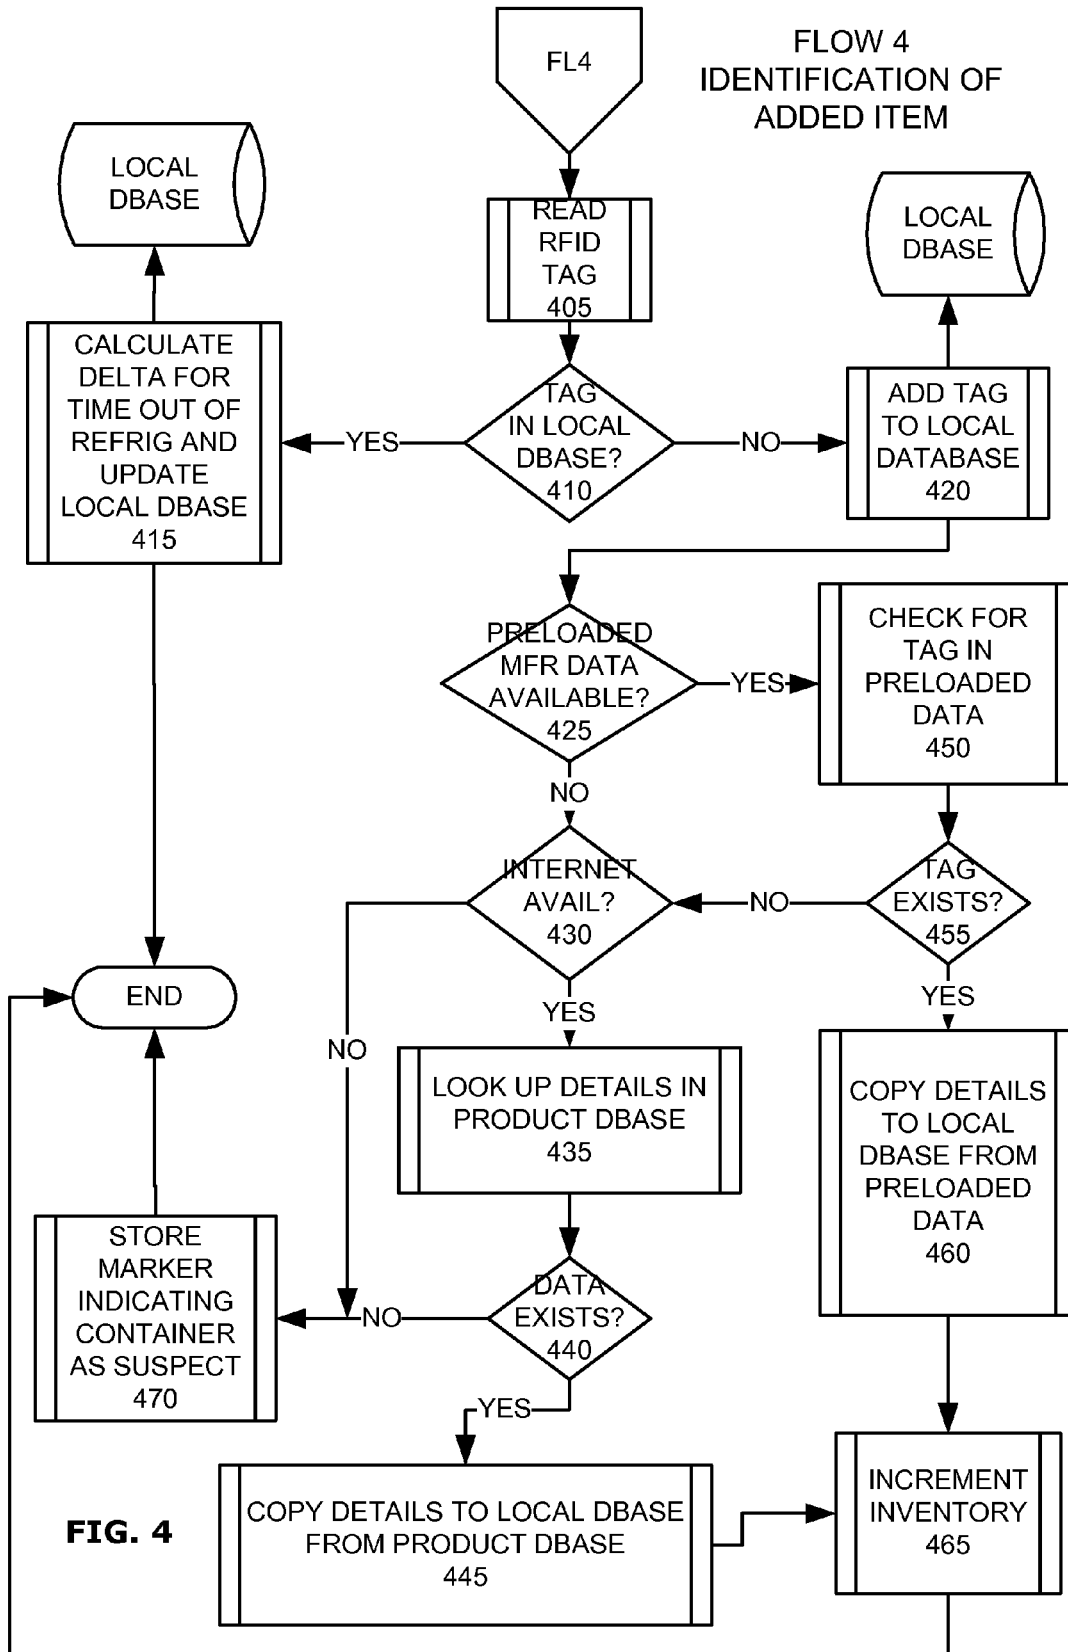 FL4
FLOW 4
IDENTIFICATION OF
ADDED ITEM
LOCAL
DBASE
LOCAL
DBASE
READ
RFID
TAG
405
CALCULATE
DELTA FOR
TIME OUT OF
REFRIG AND
UPDATE
LOCAL DBASE
415
YES
TAG
IN LOCAL
DBASE?
410
NO
ADD TAG
TO LOCAL
DATABASE
420
PRELOADED
MFR DATA
AVAILABLE?
425
YES
CHECK FOR
TAG IN
PRELOADED
DATA
450
NO
INTERNET
AVAIL?
430
NO
TAG
EXISTS?
455
END
YES
YES
NO
LOOK UP DETAILS IN
PRODUCT DBASE
435
COPY DETAILS
TO LOCAL
DBASE FROM
PRELOADED
DATA
460
STORE
MARKER
INDICATING
CONTAINER
AS SUSPECT
470
NO
DATA
EXISTS?
440
YES
COPY DETAILS TO LOCAL DBASE
FROM PRODUCT DBASE
445
INCREMENT
INVENTORY
465
FIG. 4